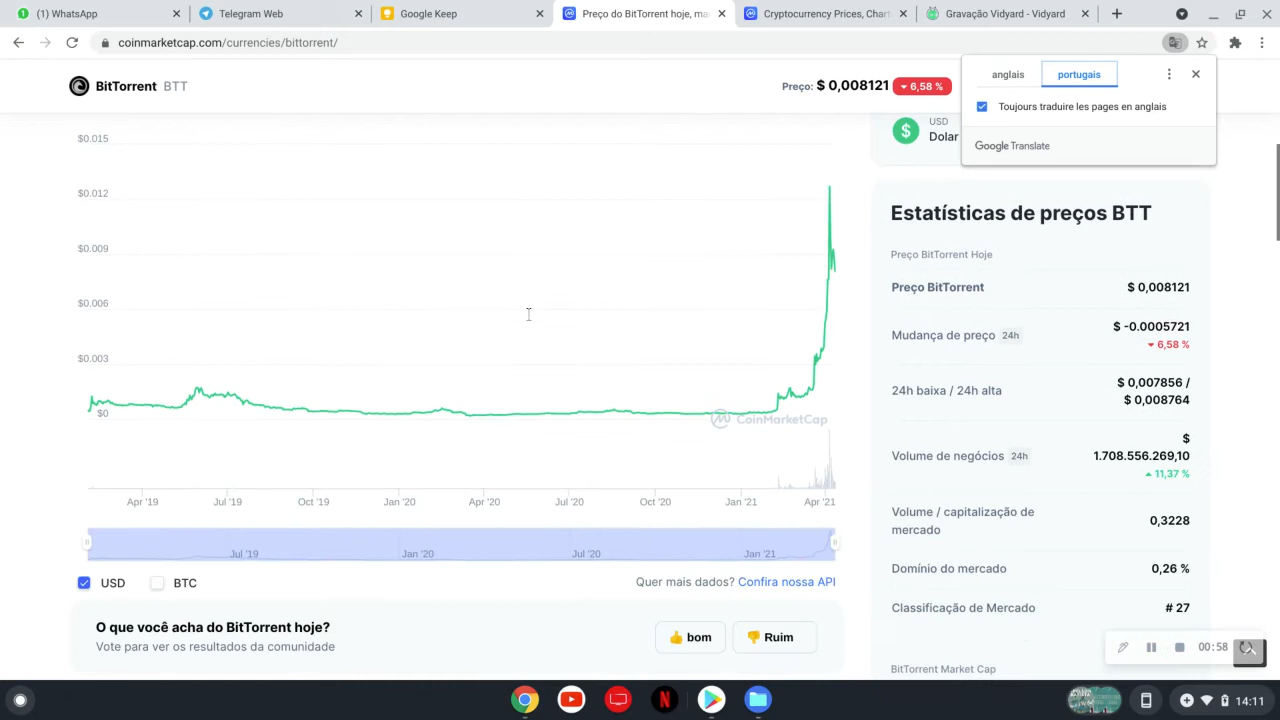 (1) WhatsApp
Telegram Web
Google Keep
Preço do BitTorrent hoje, ma
Cryptocurrency Prices, Chart
Gravação Vidyard - Vidyard
coinmarketcap.com/currencies/bittorrent/
BitTorrent BTT
Preço: $ 0,008121 6,58 %
anglais portugais
Toujours traduire les pages en anglais
Google Translate
USD
Dolar
$0.015
$0.012
$0.009
$0.006
$0.003
$0
CoinMarketCap
Apr '19 Jul '19 Oct '19 Jan '20 Apr '20 Jul '20 Oct '20 Jan '21 Apr '21
Jul '19 Jan '20 Jul '20 Jan '21
USD BTC
Quer mais dados? Confira nossa API
O que você acha do BitTorrent hoje?
Vote para ver os resultados da comunidade
👍 bom 👎 Ruim
Estatísticas de preços BTT
Preço BitTorrent Hoje
Preço BitTorrent $ 0,008121
Mudança de preço 24h $ -0.0005721
6,58 %
24h baixa / 24h alta $ 0,007856 /
$ 0,008764
Volume de negócios 24h $
1.708.556.269,10
11,37 %
Volume / capitalização de
mercado 0,3228
Domínio do mercado 0,26 %
Classificação de Mercado # 27
BitTorrent Market Cap
00:58
14:11